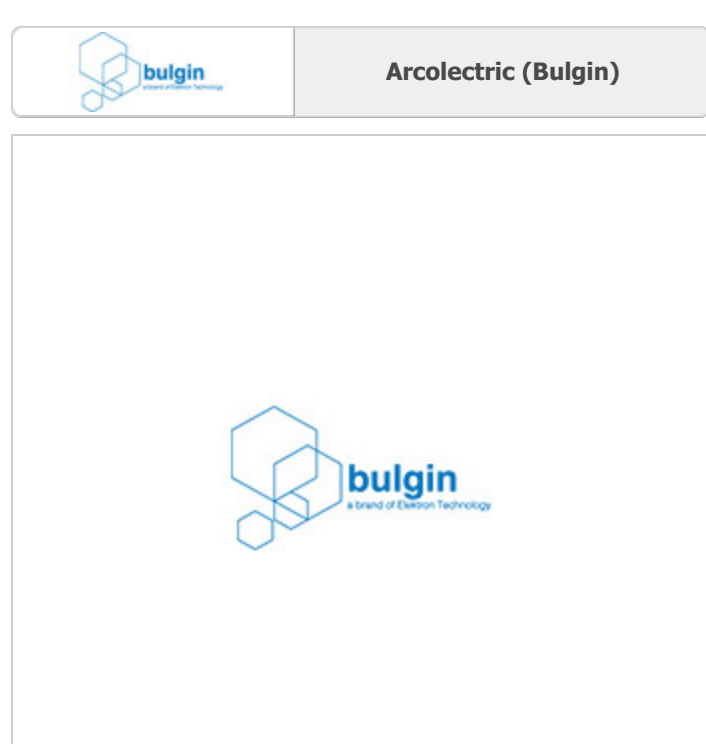 bulgin
a brand of Elektron Technology
Arcolectric (Bulgin)
bulgin
a brand of Elektron Technology